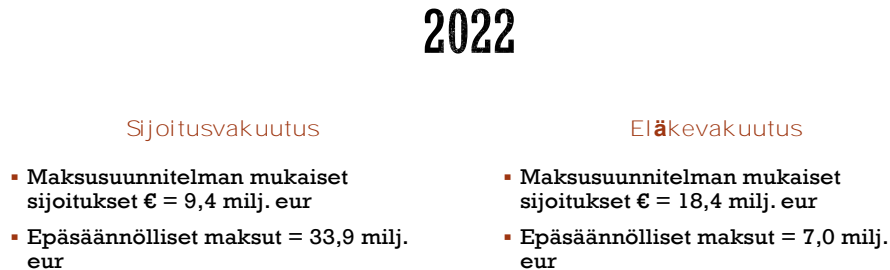 2022
Sijoitusvakuutus
▪ Maksusuunnitelman mukaiset
sijoitukset € = 9,4 milj. eur
▪ Epäsäännölliset maksut = 33,9 milj.
eur
Eläkevakuutus
▪ Maksusuunnitelman mukaiset
sijoitukset € = 18,4 milj. eur
▪ Epäsäännölliset maksut = 7,0 milj.
eur